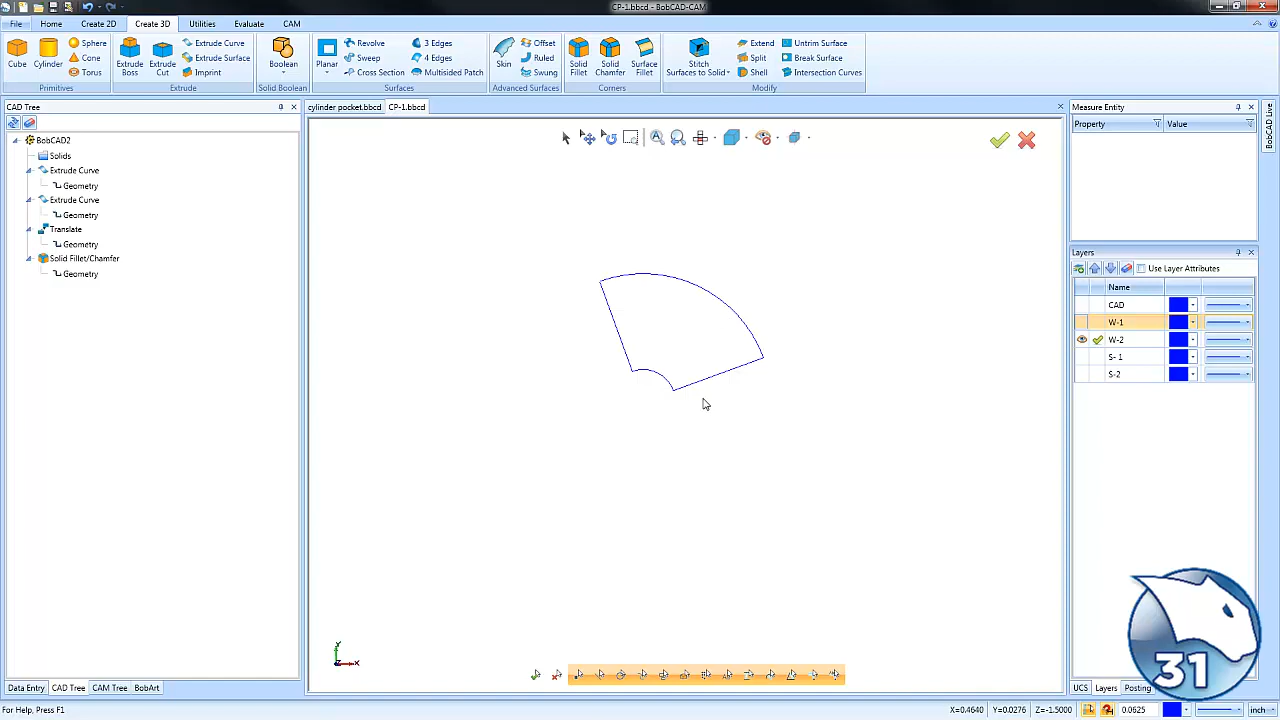 CP-1.bbcd - BobCAD-CAM
File Home Create 2D Create 3D Utilities Evaluate CAM
Cube Cylinder Sphere Cone Torus Extrude Boss Extrude Cut Extrude Curve Extrude Surface Imprint Boolean Planar Revolve Sweep Cross Section 3 Edges 4 Edges Multisided Patch Skin Offset Ruled Swung Solid Fillet Solid Chamfer Surface Fillet Stitch Surfaces to Solid Extend Split Shell Untrim Surface Break Surface Intersection Curves
Primitives Extrude Solid Boolean Surfaces Advanced Surfaces Corners Modify
CAD Tree
cylinder pocket.bbcd CP-1.bbcd
BobCAD2
Solids
Extrude Curve
Geometry
Extrude Curve
Geometry
Translate
Geometry
Solid Fillet/Chamfer
Geometry
Measure Entity
Property Value
BobCAD Live
Layers
Use Layer Attributes
Name
CAD
W-1
W-2
S- 1
S-2
31
Y
X
Data Entry CAD Tree CAM Tree BobArt
UCS Layers Posting
For Help, Press F1
X=0.4640 Y=0.0276 Z=-1.5000 0.0625 inch